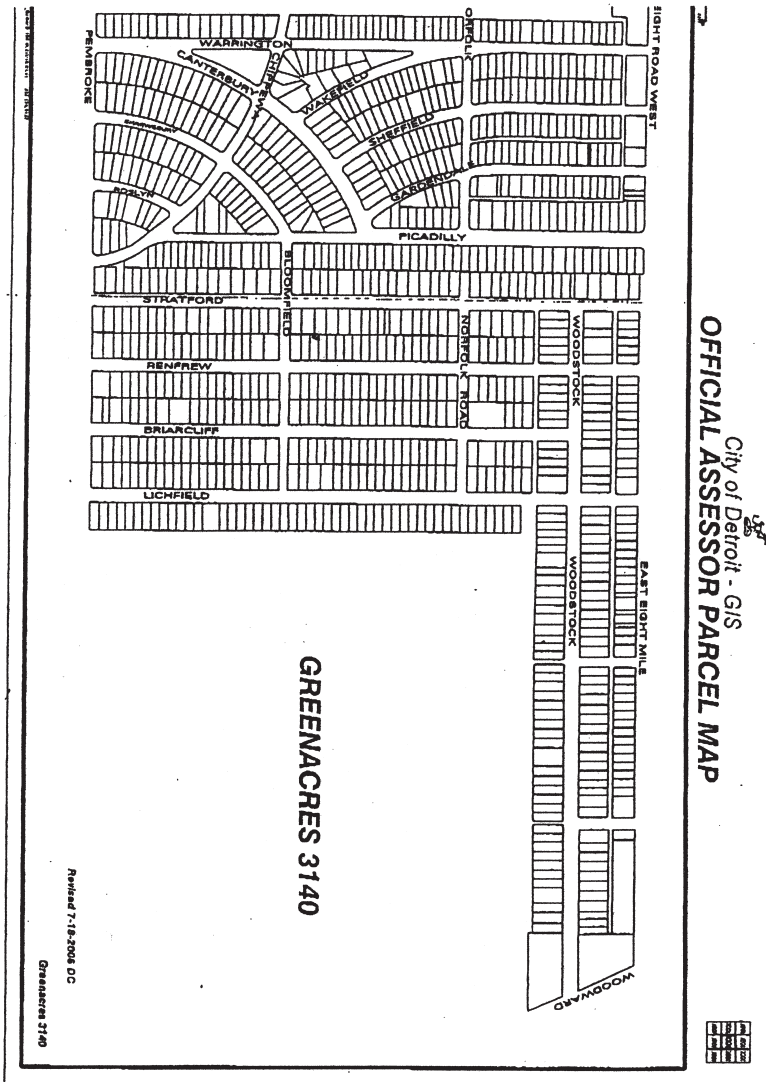 City of Detroit - GIS
OFFICIAL ASSESSOR PARCEL MAP
EIGHT ROAD WEST
EAST EIGHT MILE
WOODSTOCK
WOODSTOCK
WOODWARD
ORFOLK
NORFOLK ROAD
WARRINGTON
CANTERBURY
CHIPPEWA
WAKEFIELD
SHEFFIELD
GARDENDALE
PEMBROKE
SHREWSBURY
ROSLYN
PICADILLY
BLOOMFIELD
STRATFORD
RENFREW
BRIARCLIFF
LICHFIELD
GREENACRES 3140
Revised 7-18-2006 DC
Greenacres 3140